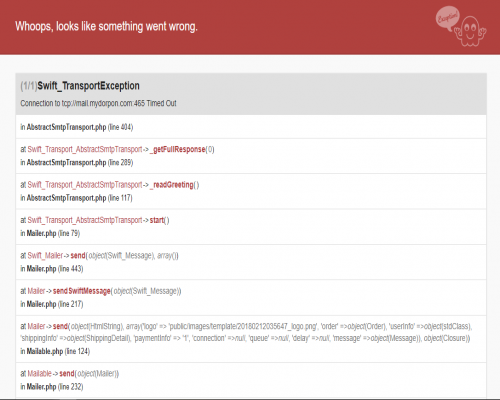 Whoops, looks like something went wrong.
Exception!
(1/1)Swift_TransportException
Connection to tcp://mail.mydorpon.com:465 Timed Out
in AbstractSmtpTransport.php (line 404)
at Swift_Transport_AbstractSmtpTransport->_getFullResponse(0)
in AbstractSmtpTransport.php (line 289)
at Swift_Transport_AbstractSmtpTransport->_readGreeting()
in AbstractSmtpTransport.php (line 117)
at Swift_Transport_AbstractSmtpTransport->start()
in Mailer.php (line 79)
at Swift_Mailer->send(object(Swift_Message), array())
in Mailer.php (line 443)
at Mailer->sendSwiftMessage(object(Swift_Message))
in Mailer.php (line 217)
at Mailer->send(object(HtmlString), array('logo' => 'public/images/template/20180212035647_logo.png', 'order' =>object(Order), 'userInfo' =>object(stdClass),
'shippingInfo' =>object(ShippingDetail), 'paymentInfo' => '1', 'connection' =>null, 'queue' =>null, 'delay' =>null, 'message' =>object(Message)), object(Closure))
in Mailable.php (line 124)
at Mailable->send(object(Mailer))
in Mailer.php (line 232)